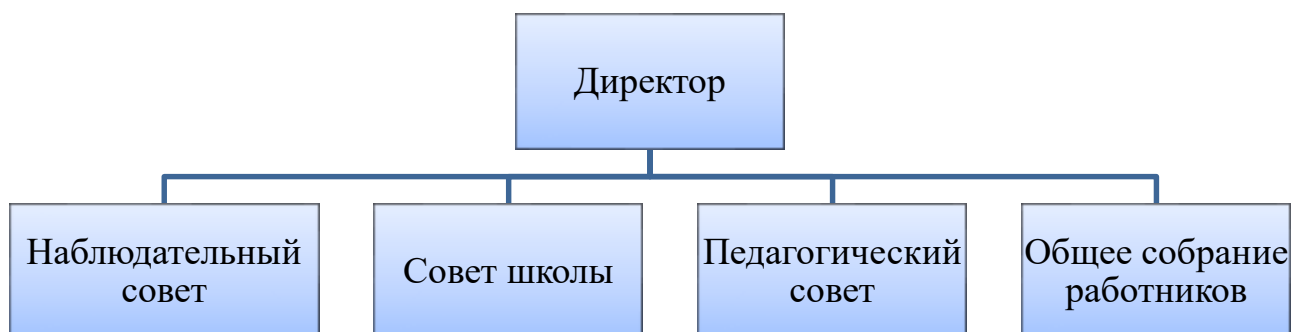 Директор
Наблюдательный
совет
Совет школы
Педагогический
совет
Общее собрание
работников